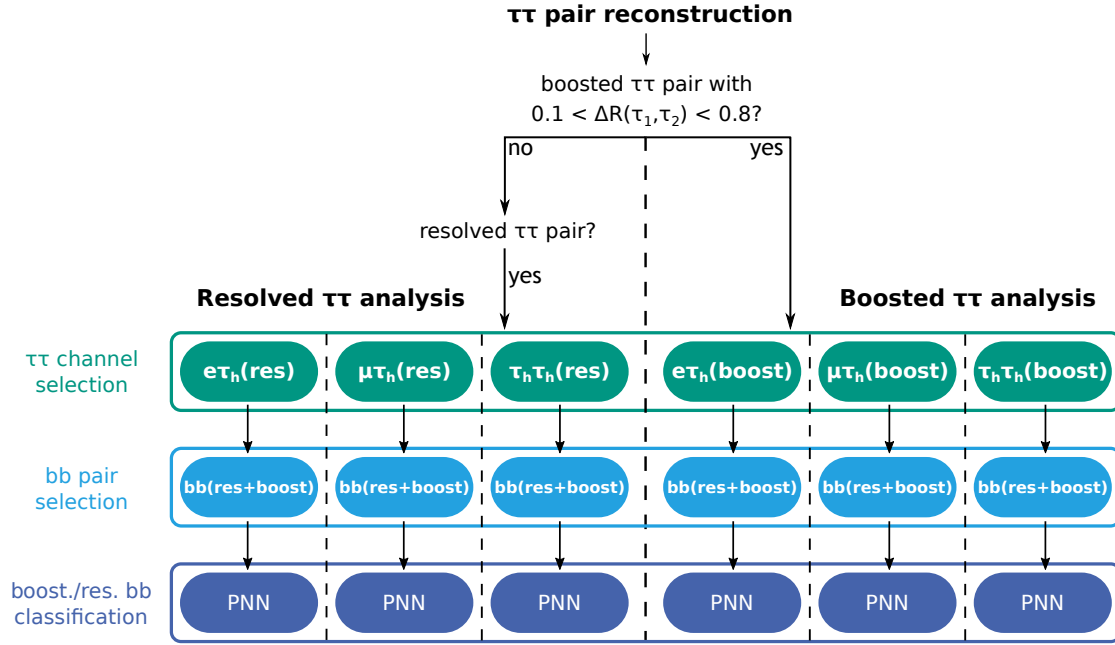 ττ pair reconstruction
boosted ττ pair with
0.1 < ΔR(τ₁,τ₂) < 0.8?
no
yes
resolved ττ pair?
yes
Resolved ττ analysis
Boosted ττ analysis
ττ channel
selection
eτₕ(res)
μτₕ(res)
τₕτₕ(res)
eτₕ(boost)
μτₕ(boost)
τₕτₕ(boost)
bb pair
selection
bb(res+boost)
bb(res+boost)
bb(res+boost)
bb(res+boost)
bb(res+boost)
bb(res+boost)
boost./res. bb
classification
PNN
PNN
PNN
PNN
PNN
PNN